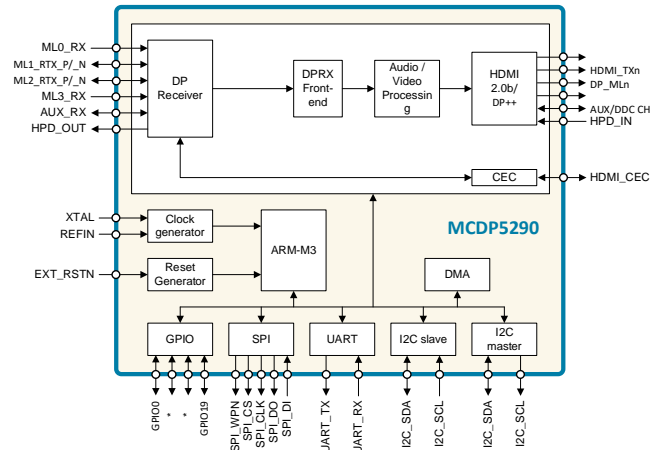 ML0_RX
ML1_RTX_P/_N
ML2_RTX_P/_N
ML3_RX
AUX_RX
HPD_OUT
DP
Receiver
DPRX
Front-
end
Audio /
Video
Processin
g
HDMI
2.0b/
DP++
HDMI_TXn
DP_MLn
AUX/DDC CH
HPD_IN
CEC
HDMI_CEC
XTAL
REFIN
Clock
generator
ARM-M3
MCDP5290
EXT_RSTN
Reset
Generator
DMA
GPIO
SPI
UART
I2C slave
I2C
master
GPIO0
*
*
GPIO19
SPI_WPN
SPI_CS
SPI_CLK
SPI_DO
SPI_DI
UART_TX
UART_RX
I2C_SDA
I2C_SCL
I2C_SDA
I2C_SCL